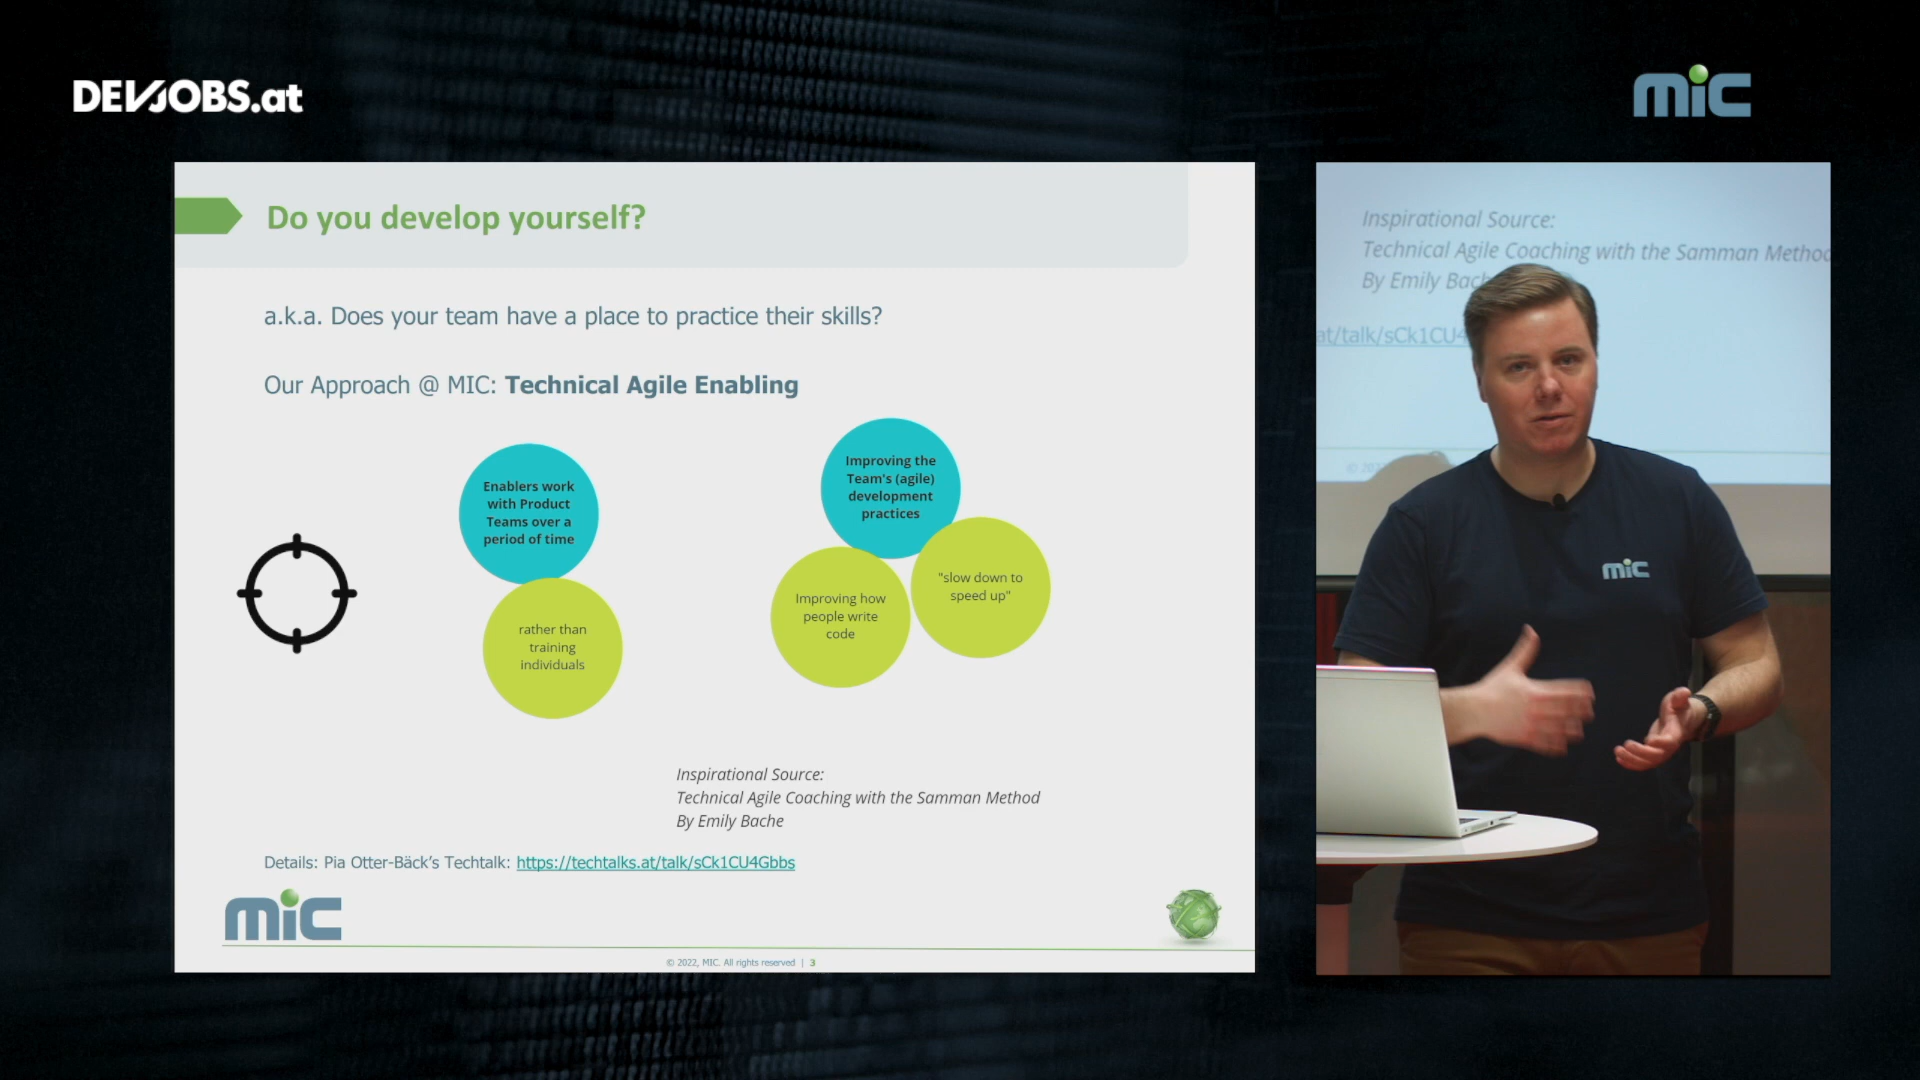 DEVJOBS.at
mic
Do you develop yourself?
a.k.a. Does your team have a place to practice their skills?
Our Approach @ MIC: Technical Agile Enabling
Enablers work
with Product
Teams over a
period of time
rather than
training
individuals
Improving the
Team's (agile)
development
practices
Improving how
people write
code
"slow down to
speed up"
Inspirational Source:
Technical Agile Coaching with the Samman Method
By Emily Bache
Details: Pia Otter-Bäck's Techtalk: https://techtalks.at/talk/sCk1CU4Gbbs
mic
© 2022, MIC. All rights reserved | 3
Inspirational Source:
Technical Agile Coaching with the Samman Method
By Emily Bach
at/talk/sCk1CU4
mic